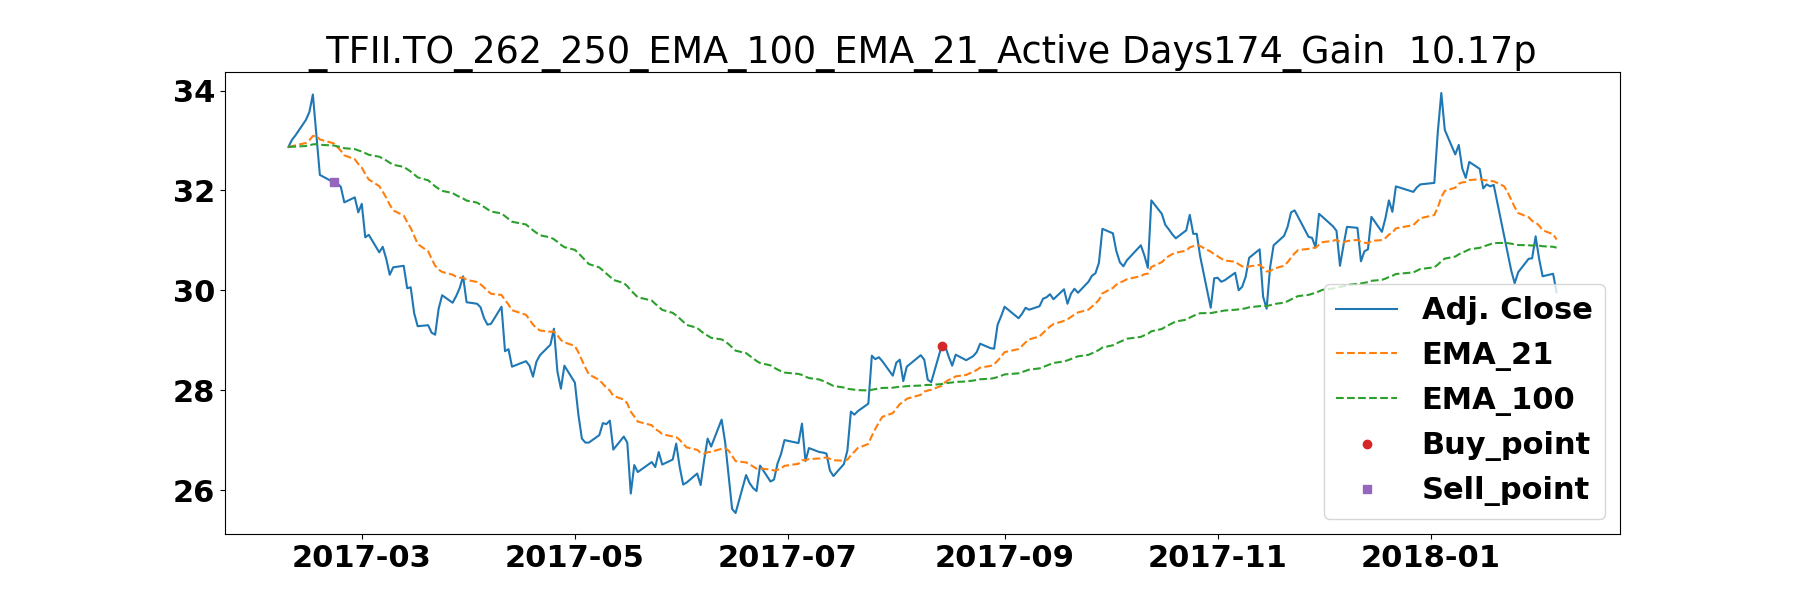 _TFII.TO_262_250_EMA_100_EMA_21_Active Days174_Gain  10.17p
34
32
30
28
26
Adj. Close
EMA_21
EMA_100
Buy_point
Sell_point
2017-03 2017-05 2017-07 2017-09 2017-11 2018-01